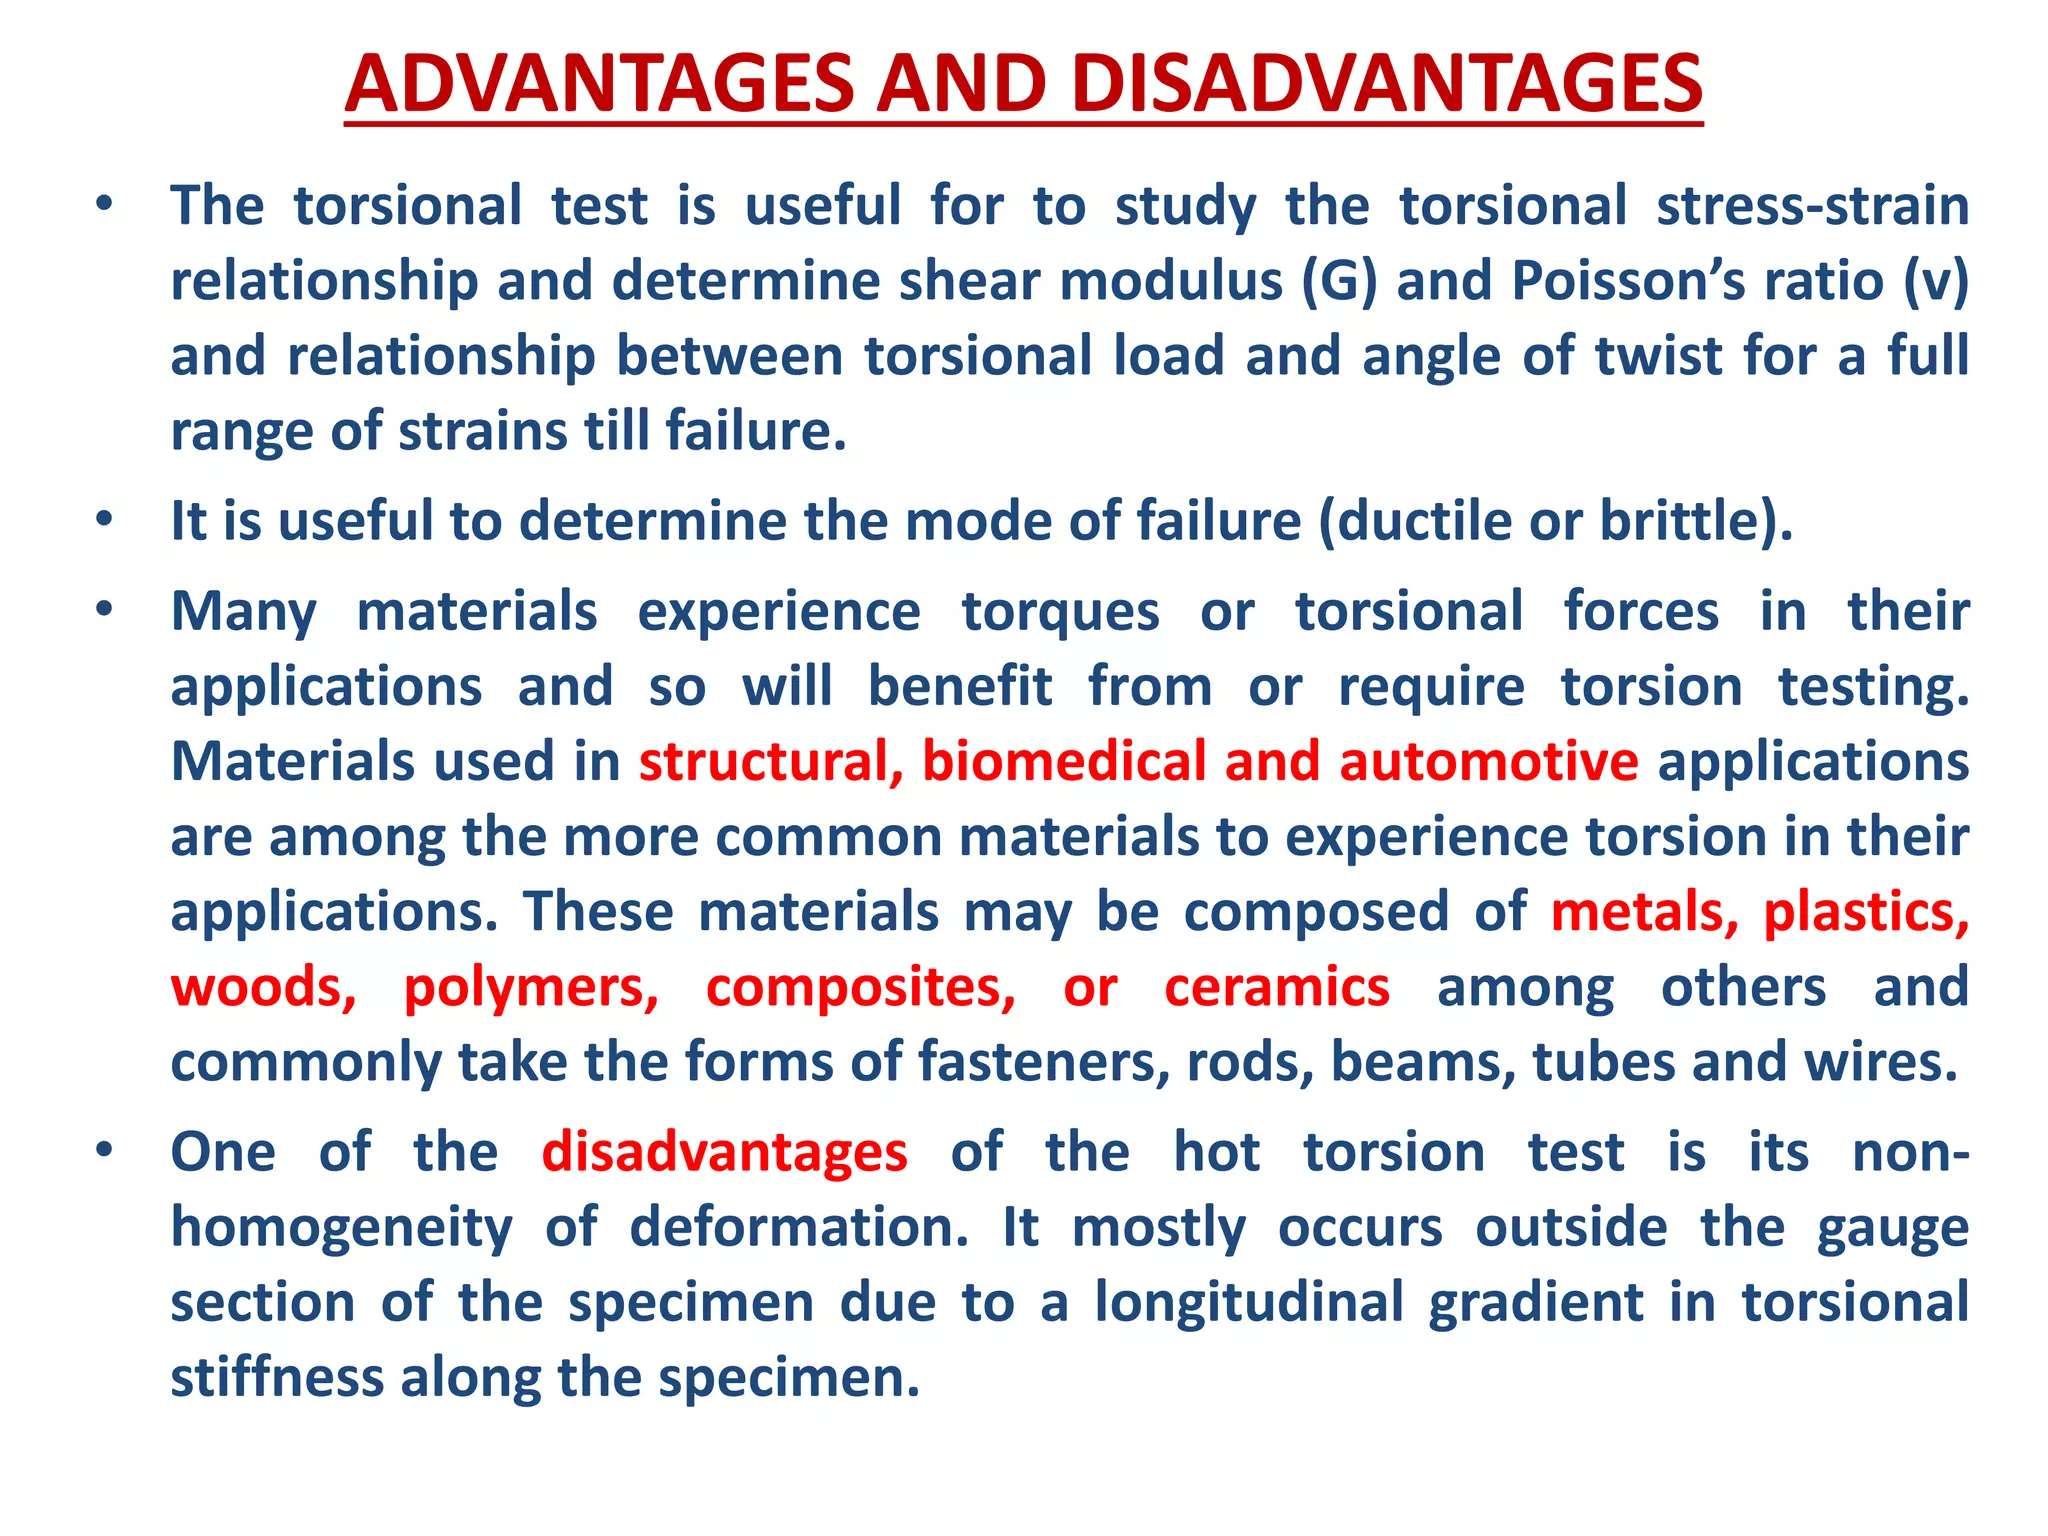 ADVANTAGES AND DISADVANTAGES
• The torsional test is useful for to study the torsional stress-strain
relationship and determine shear modulus (G) and Poisson’s ratio (v)
and relationship between torsional load and angle of twist for a full
range of strains till failure.
• It is useful to determine the mode of failure (ductile or brittle).
• Many materials experience torques or torsional forces in their
applications and so will benefit from or require torsion testing.
Materials used in structural, biomedical and automotive applications
are among the more common materials to experience torsion in their
applications. These materials may be composed of metals, plastics,
woods, polymers, composites, or ceramics among others and
commonly take the forms of fasteners, rods, beams, tubes and wires.
• One of the disadvantages of the hot torsion test is its non-
homogeneity of deformation. It mostly occurs outside the gauge
section of the specimen due to a longitudinal gradient in torsional
stiffness along the specimen.